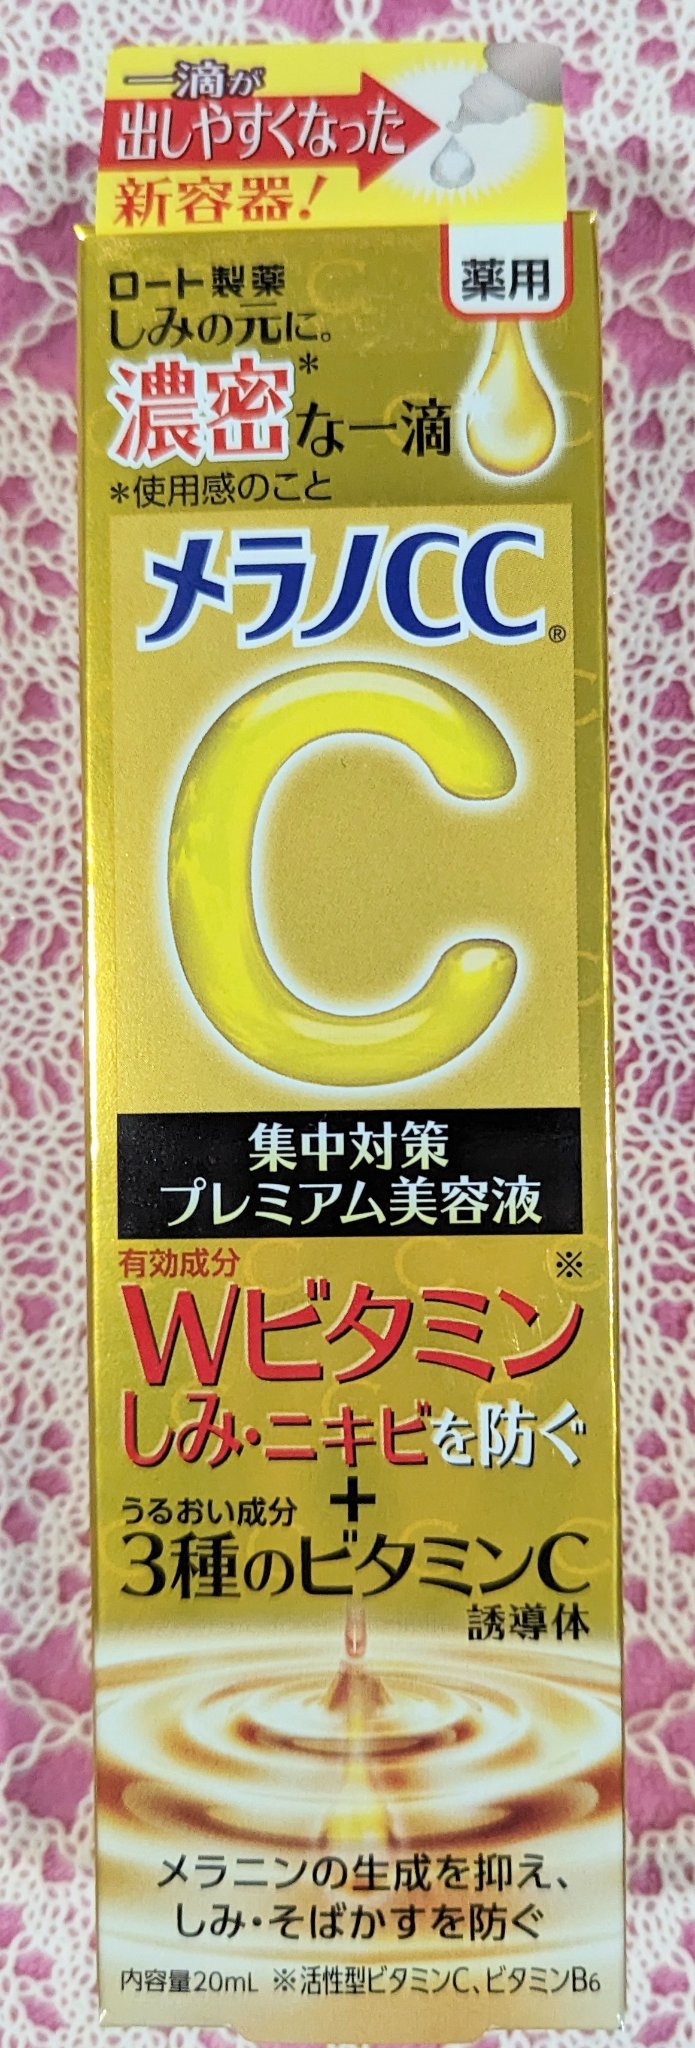 一滴が
出しやすくなった
新容器!
薬用
ロート製薬
しみの元に。
濃密*な一滴
*使用感のこと
メラノCC®
C
集中対策
プレミアム美容液
有効成分
Wビタミン※
しみ・ニキビを防ぐ
+
うるおい成分
3種のビタミンC
誘導体
メラニンの生成を抑え、
しみ・そばかすを防ぐ
内容量20mL ※活性型ビタミンC、ビタミンB6